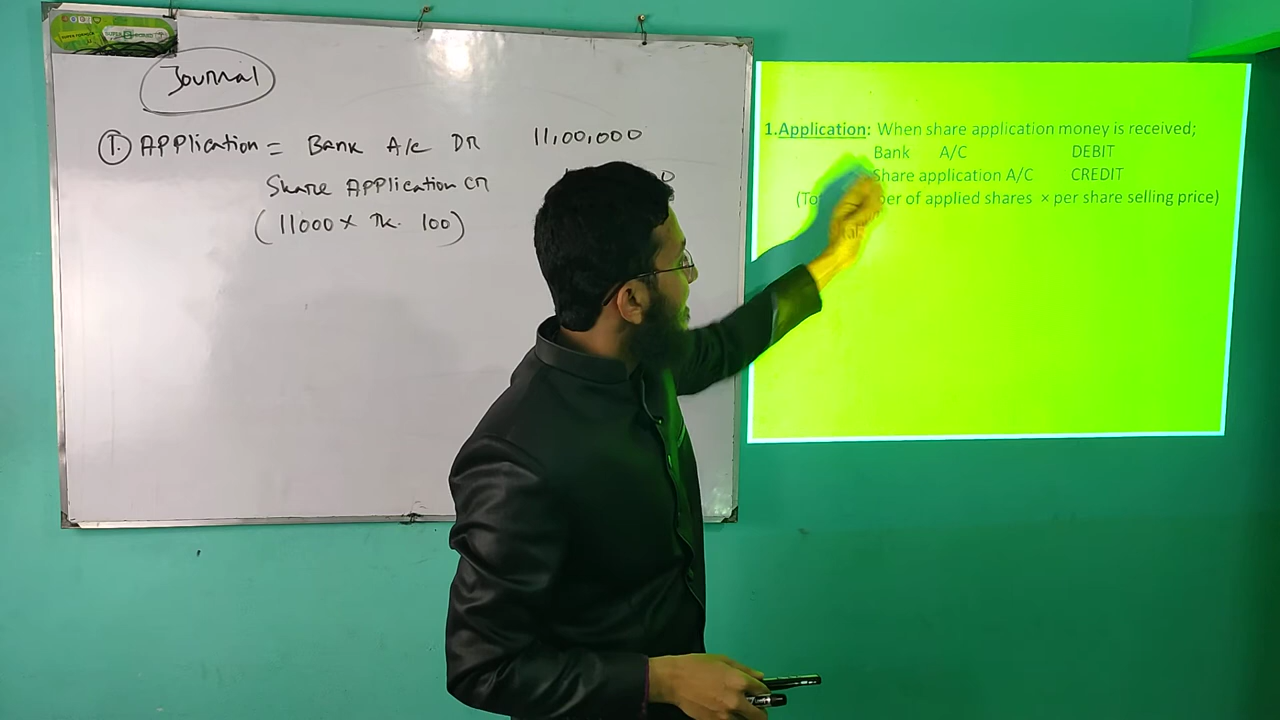 Journal
1. Application = Bank A/C DR 11,00,000
Share Application CR
(11000 × TK. 100)
1.Application: When share application money is received;
Bank A/C DEBIT
Share application A/C CREDIT
of applied shares × per share selling price)